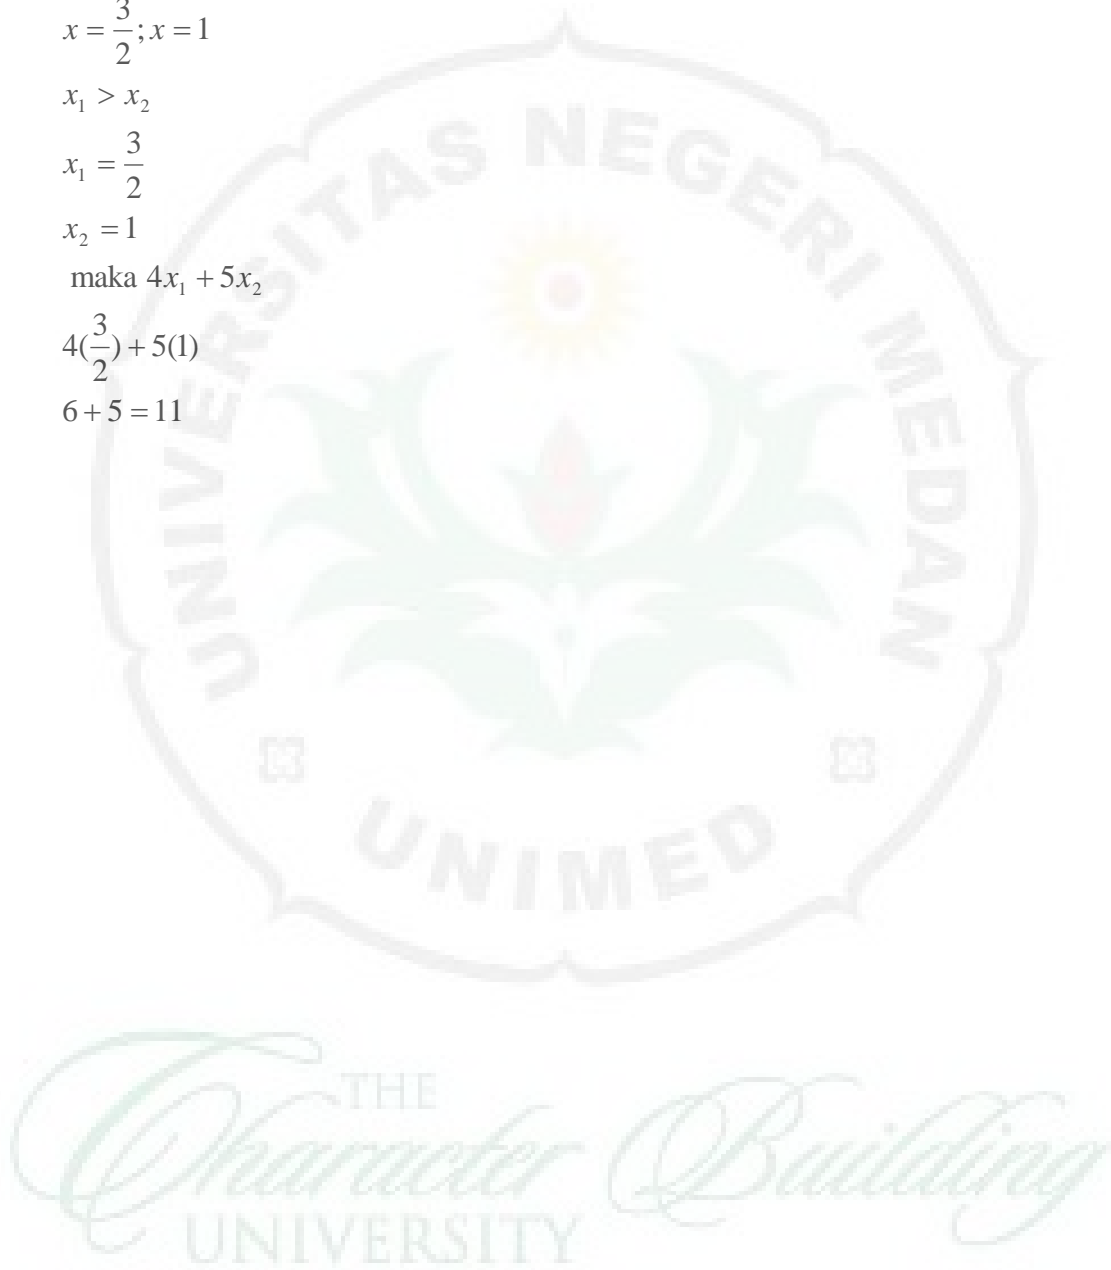 x = 3/2 ; x = 1
x₁ > x₂
x₁ = 3/2
x₂ = 1
maka 4x₁ + 5x₂
4(3/2) + 5(1)
6 + 5 = 11
UNIVERSITAS NEGERI MEDAN
UNIMED
THE
Character Building
UNIVERSITY